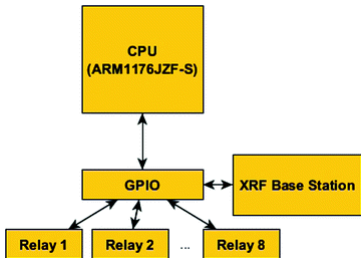 CPU
(ARM1176JZF-S)
GPIO
XRF Base Station
Relay 1
Relay 2
...
Relay 8